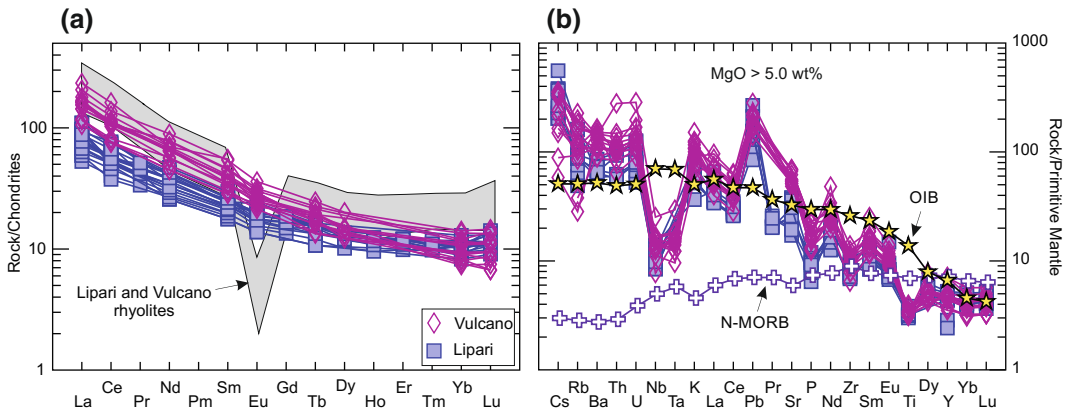 (a)
100
10
1
Rock/Chondrites
Lipari and Vulcano
rhyolites
Vulcano
Lipari
Ce Nd Sm Gd Dy Er Yb
La Pr Pm Eu Tb Ho Tm Lu
(b)
MgO > 5.0 wt%
1000
100
10
1
Rock/Primitive Mantle
OIB
N-MORB
Rb Th Nb K Ce Pr P Zr Eu Dy Yb
Cs Ba U Ta La Pb Sr Nd Sm Ti Y Lu